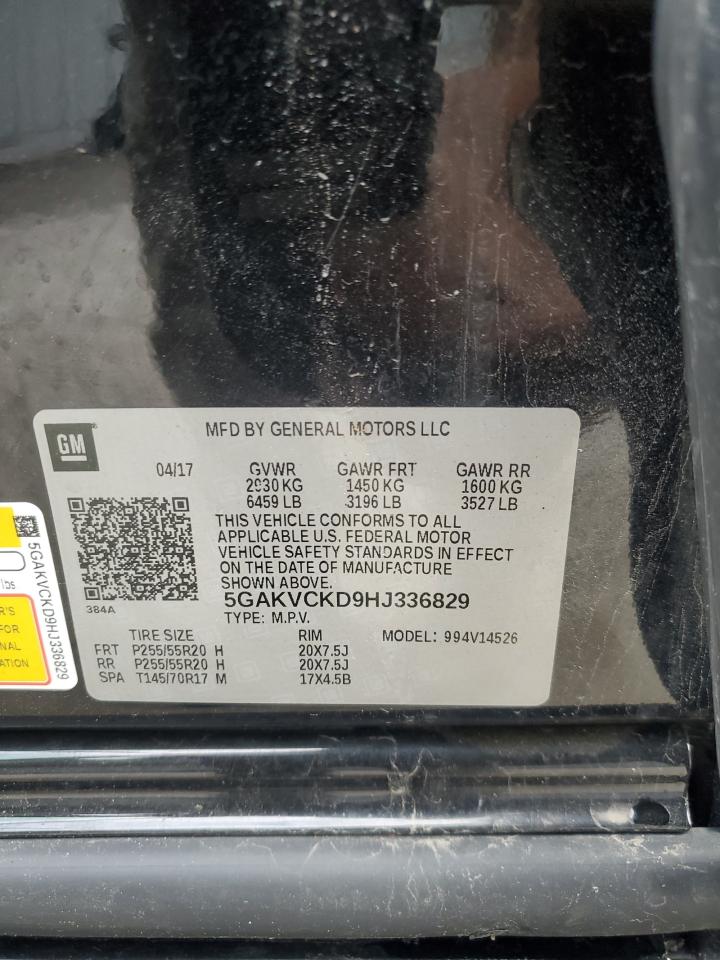 MFD BY GENERAL MOTORS LLC
GM
04/17 GVWR GAWR FRT GAWR RR
2930 KG 1450 KG 1600 KG
6459 LB 3196 LB 3527 LB
THIS VEHICLE CONFORMS TO ALL
APPLICABLE U.S. FEDERAL MOTOR
VEHICLE SAFETY STANDARDS IN EFFECT
ON THE DATE OF MANUFACTURE
SHOWN ABOVE.
384A
5GAKVCKD9HJ336829
TYPE: M.P.V.
TIRE SIZE RIM MODEL: 994V14526
FRT P255/55R20 H 20X7.5J
RR P255/55R20 H 20X7.5J
SPA T145/70R17 M 17X4.5B
5GAKVCKD9HJ336829
lbs
R'S
FOR
NAL
ATION